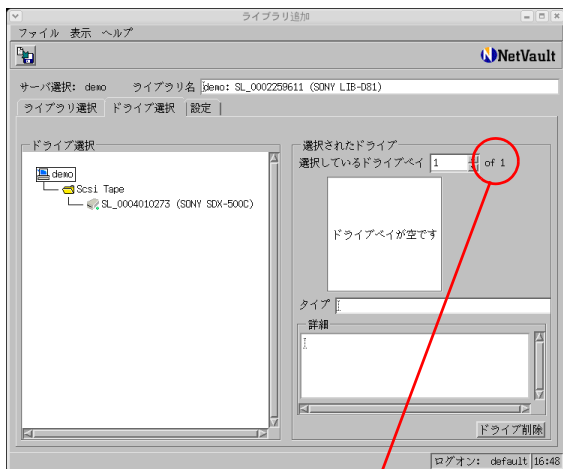 ライブラリ追加
ファイル 表示 ヘルプ
NetVault
サーバ選択: demo ライブラリ名 demo: SL_0002259611 (SONY LIB-D81)
ライブラリ選択 ドライブ選択 設定
ドライブ選択
demo
Scsi Tape
SL_0004010273 (SONY SDX-500C)
選択されたドライブ
選択しているドライブベイ 1 of 1
ドライブベイが空です
タイプ
詳細
ドライブ削除
ログオン: default 16:48